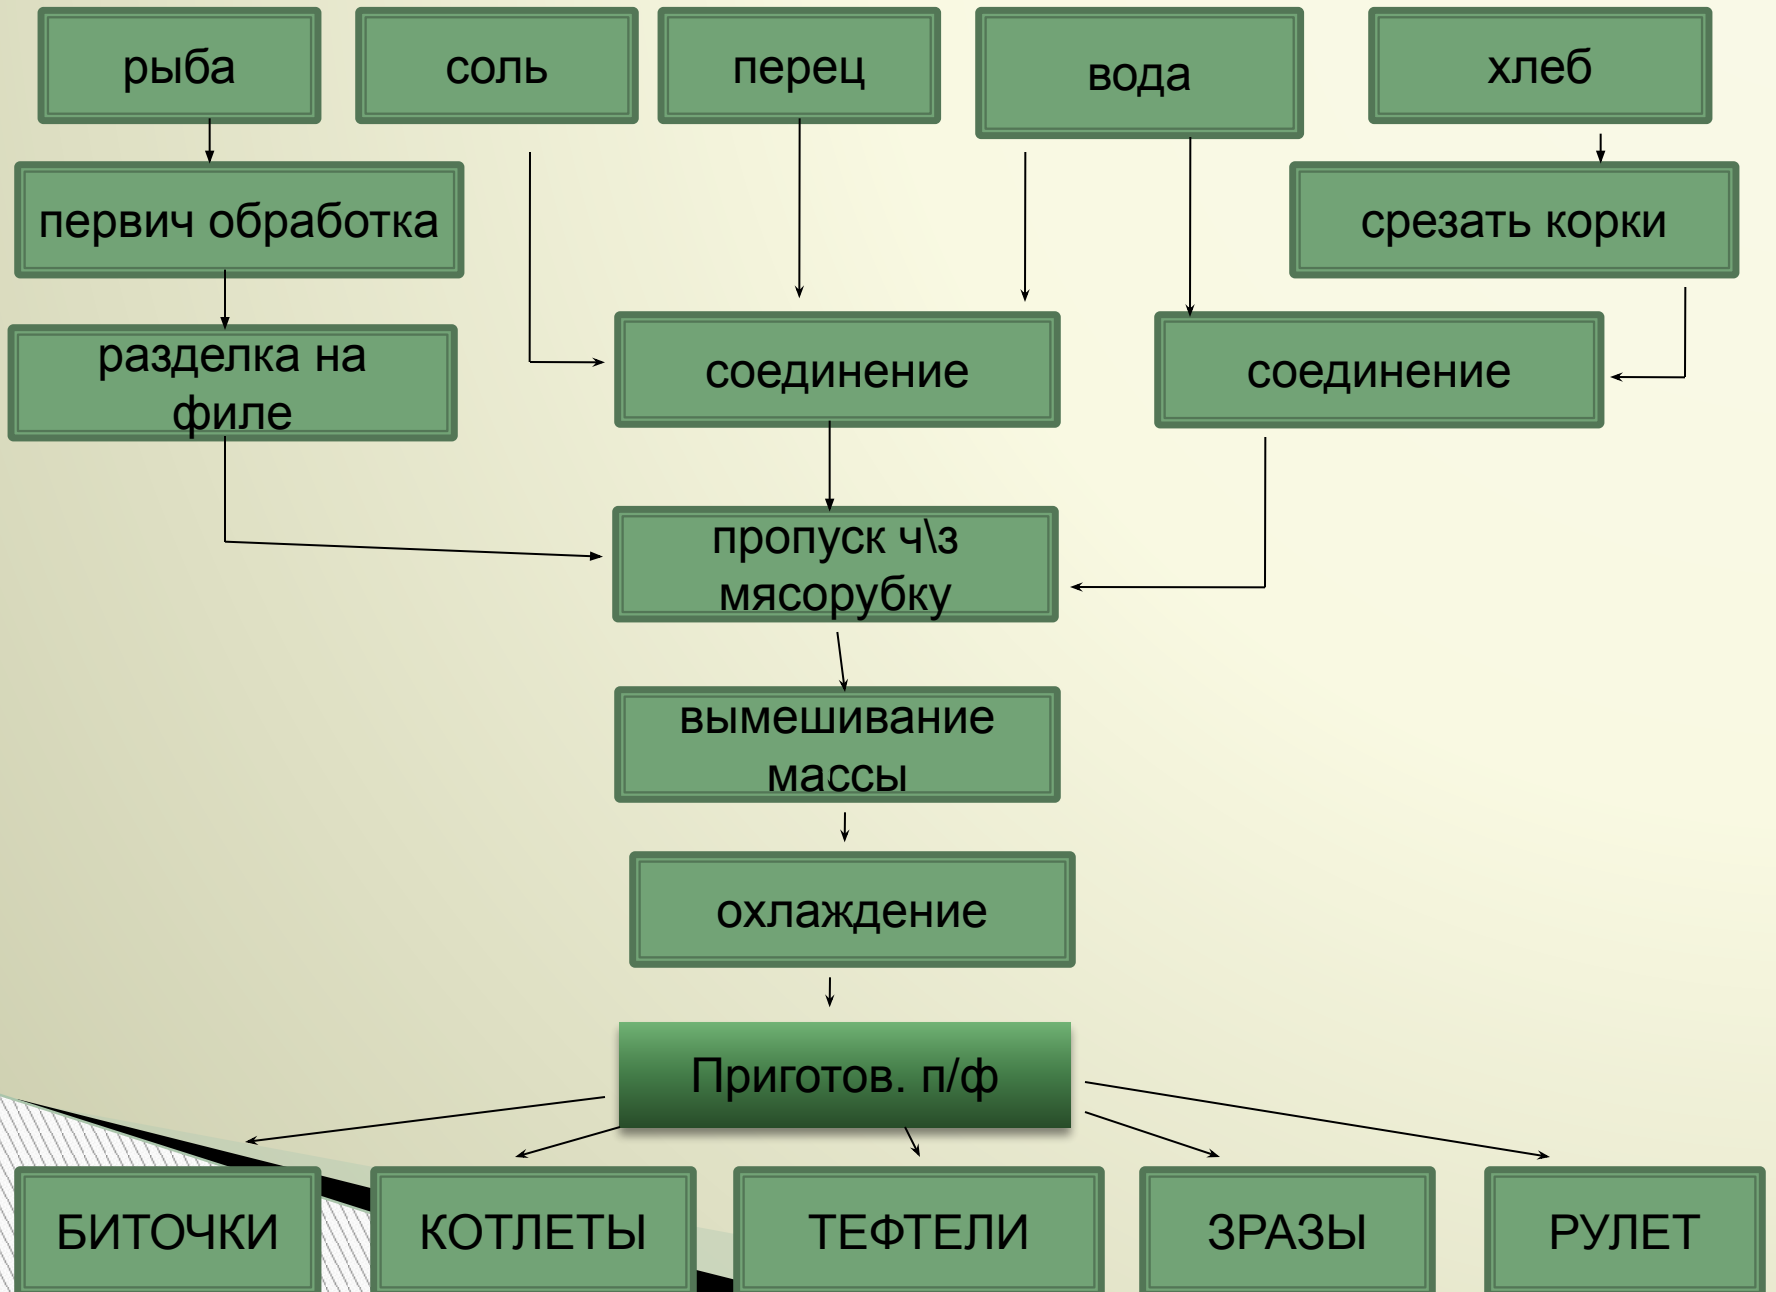 рыба
соль
перец
вода
хлеб
первич обработка
срезать корки
разделка на
филе
соединение
соединение
пропуск ч\з
мясорубку
вымешивание
массы
охлаждение
Приготов. п/ф
БИТОЧКИ
КОТЛЕТЫ
ТЕФТЕЛИ
ЗРАЗЫ
РУЛЕТ